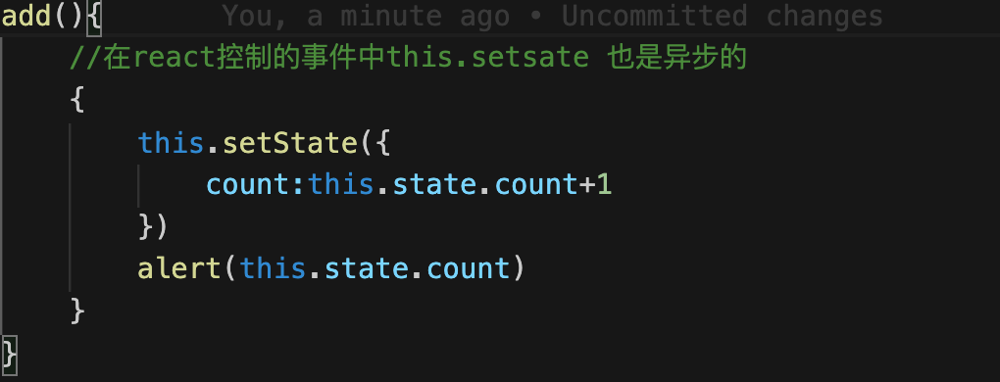 add(){ You, a minute ago • Uncommitted changes
//在react控制的事件中this.setsate 也是异步的
{
this.setState({
count:this.state.count+1
})
alert(this.state.count)
}
}